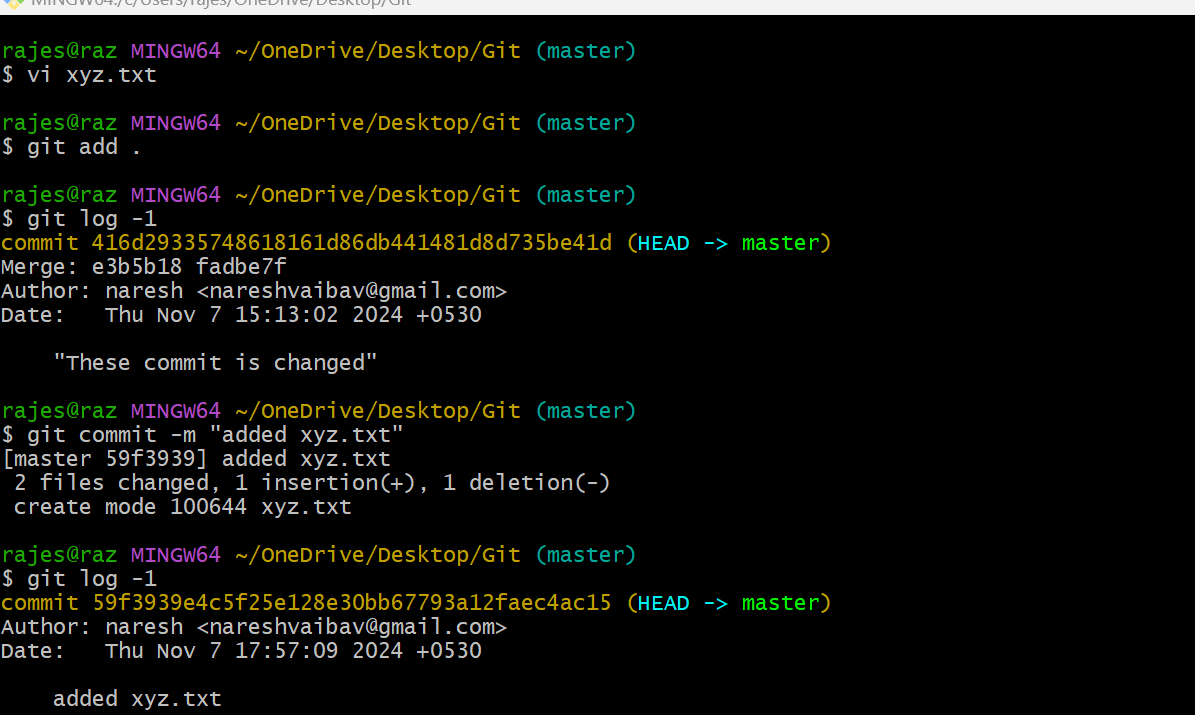 MINGW64:/c/Users/rajes/OneDrive/Desktop/Git
rajes@raz MINGW64 ~/OneDrive/Desktop/Git (master)
$ vi xyz.txt
rajes@raz MINGW64 ~/OneDrive/Desktop/Git (master)
$ git add .
rajes@raz MINGW64 ~/OneDrive/Desktop/Git (master)
$ git log -1
commit 416d29335748618161d86db441481d8d735be41d (HEAD -> master)
Merge: e3b5b18 fadbe7f
Author: naresh <nareshvaibav@gmail.com>
Date:   Thu Nov 7 15:13:02 2024 +0530
    "These commit is changed"
rajes@raz MINGW64 ~/OneDrive/Desktop/Git (master)
$ git commit -m "added xyz.txt"
[master 59f3939] added xyz.txt
 2 files changed, 1 insertion(+), 1 deletion(-)
 create mode 100644 xyz.txt
rajes@raz MINGW64 ~/OneDrive/Desktop/Git (master)
$ git log -1
commit 59f3939e4c5f25e128e30bb67793a12faec4ac15 (HEAD -> master)
Author: naresh <nareshvaibav@gmail.com>
Date:   Thu Nov 7 17:57:09 2024 +0530
    added xyz.txt